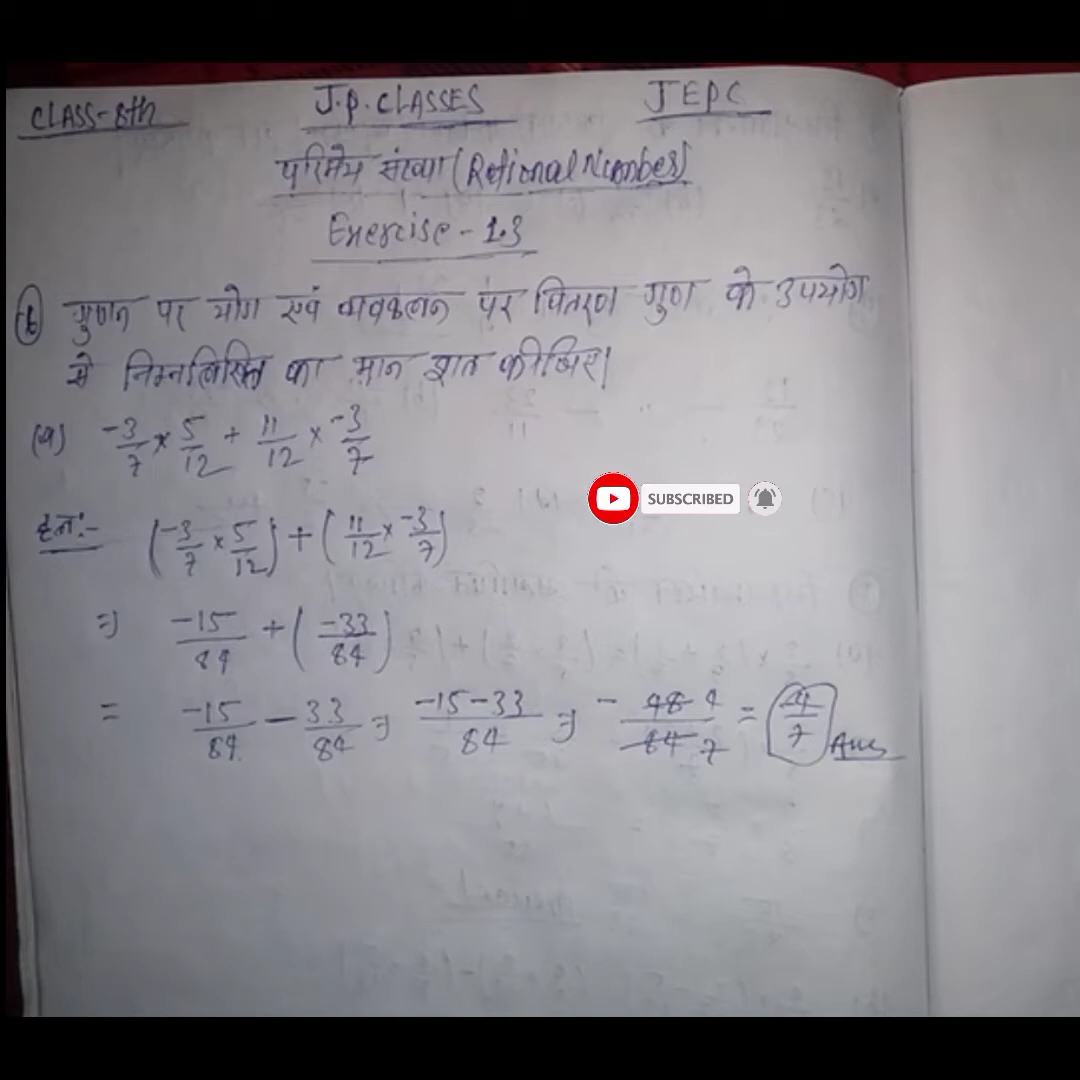 CLASS-8th J.P. CLASSES JEPC
परिमेय संख्या (Rational Number)
Exercise - 1.3
⑥ गुणन पर योग एवं व्यवकलन पर वितरण गुण के उपयोग
से निम्नलिखित का मान ज्ञात कीजिए।
(a) -3/7 × 5/12 + 11/12 × -3/7
SUBSCRIBED
हल:- (-3/7 × 5/12) + (11/12 × -3/7)
⇒ -15/84 + (-33/84)
= -15/84 - 33/84 ⇒ -15-33/84 ⇒ - 48 4/84 7 = -4/7 Ans